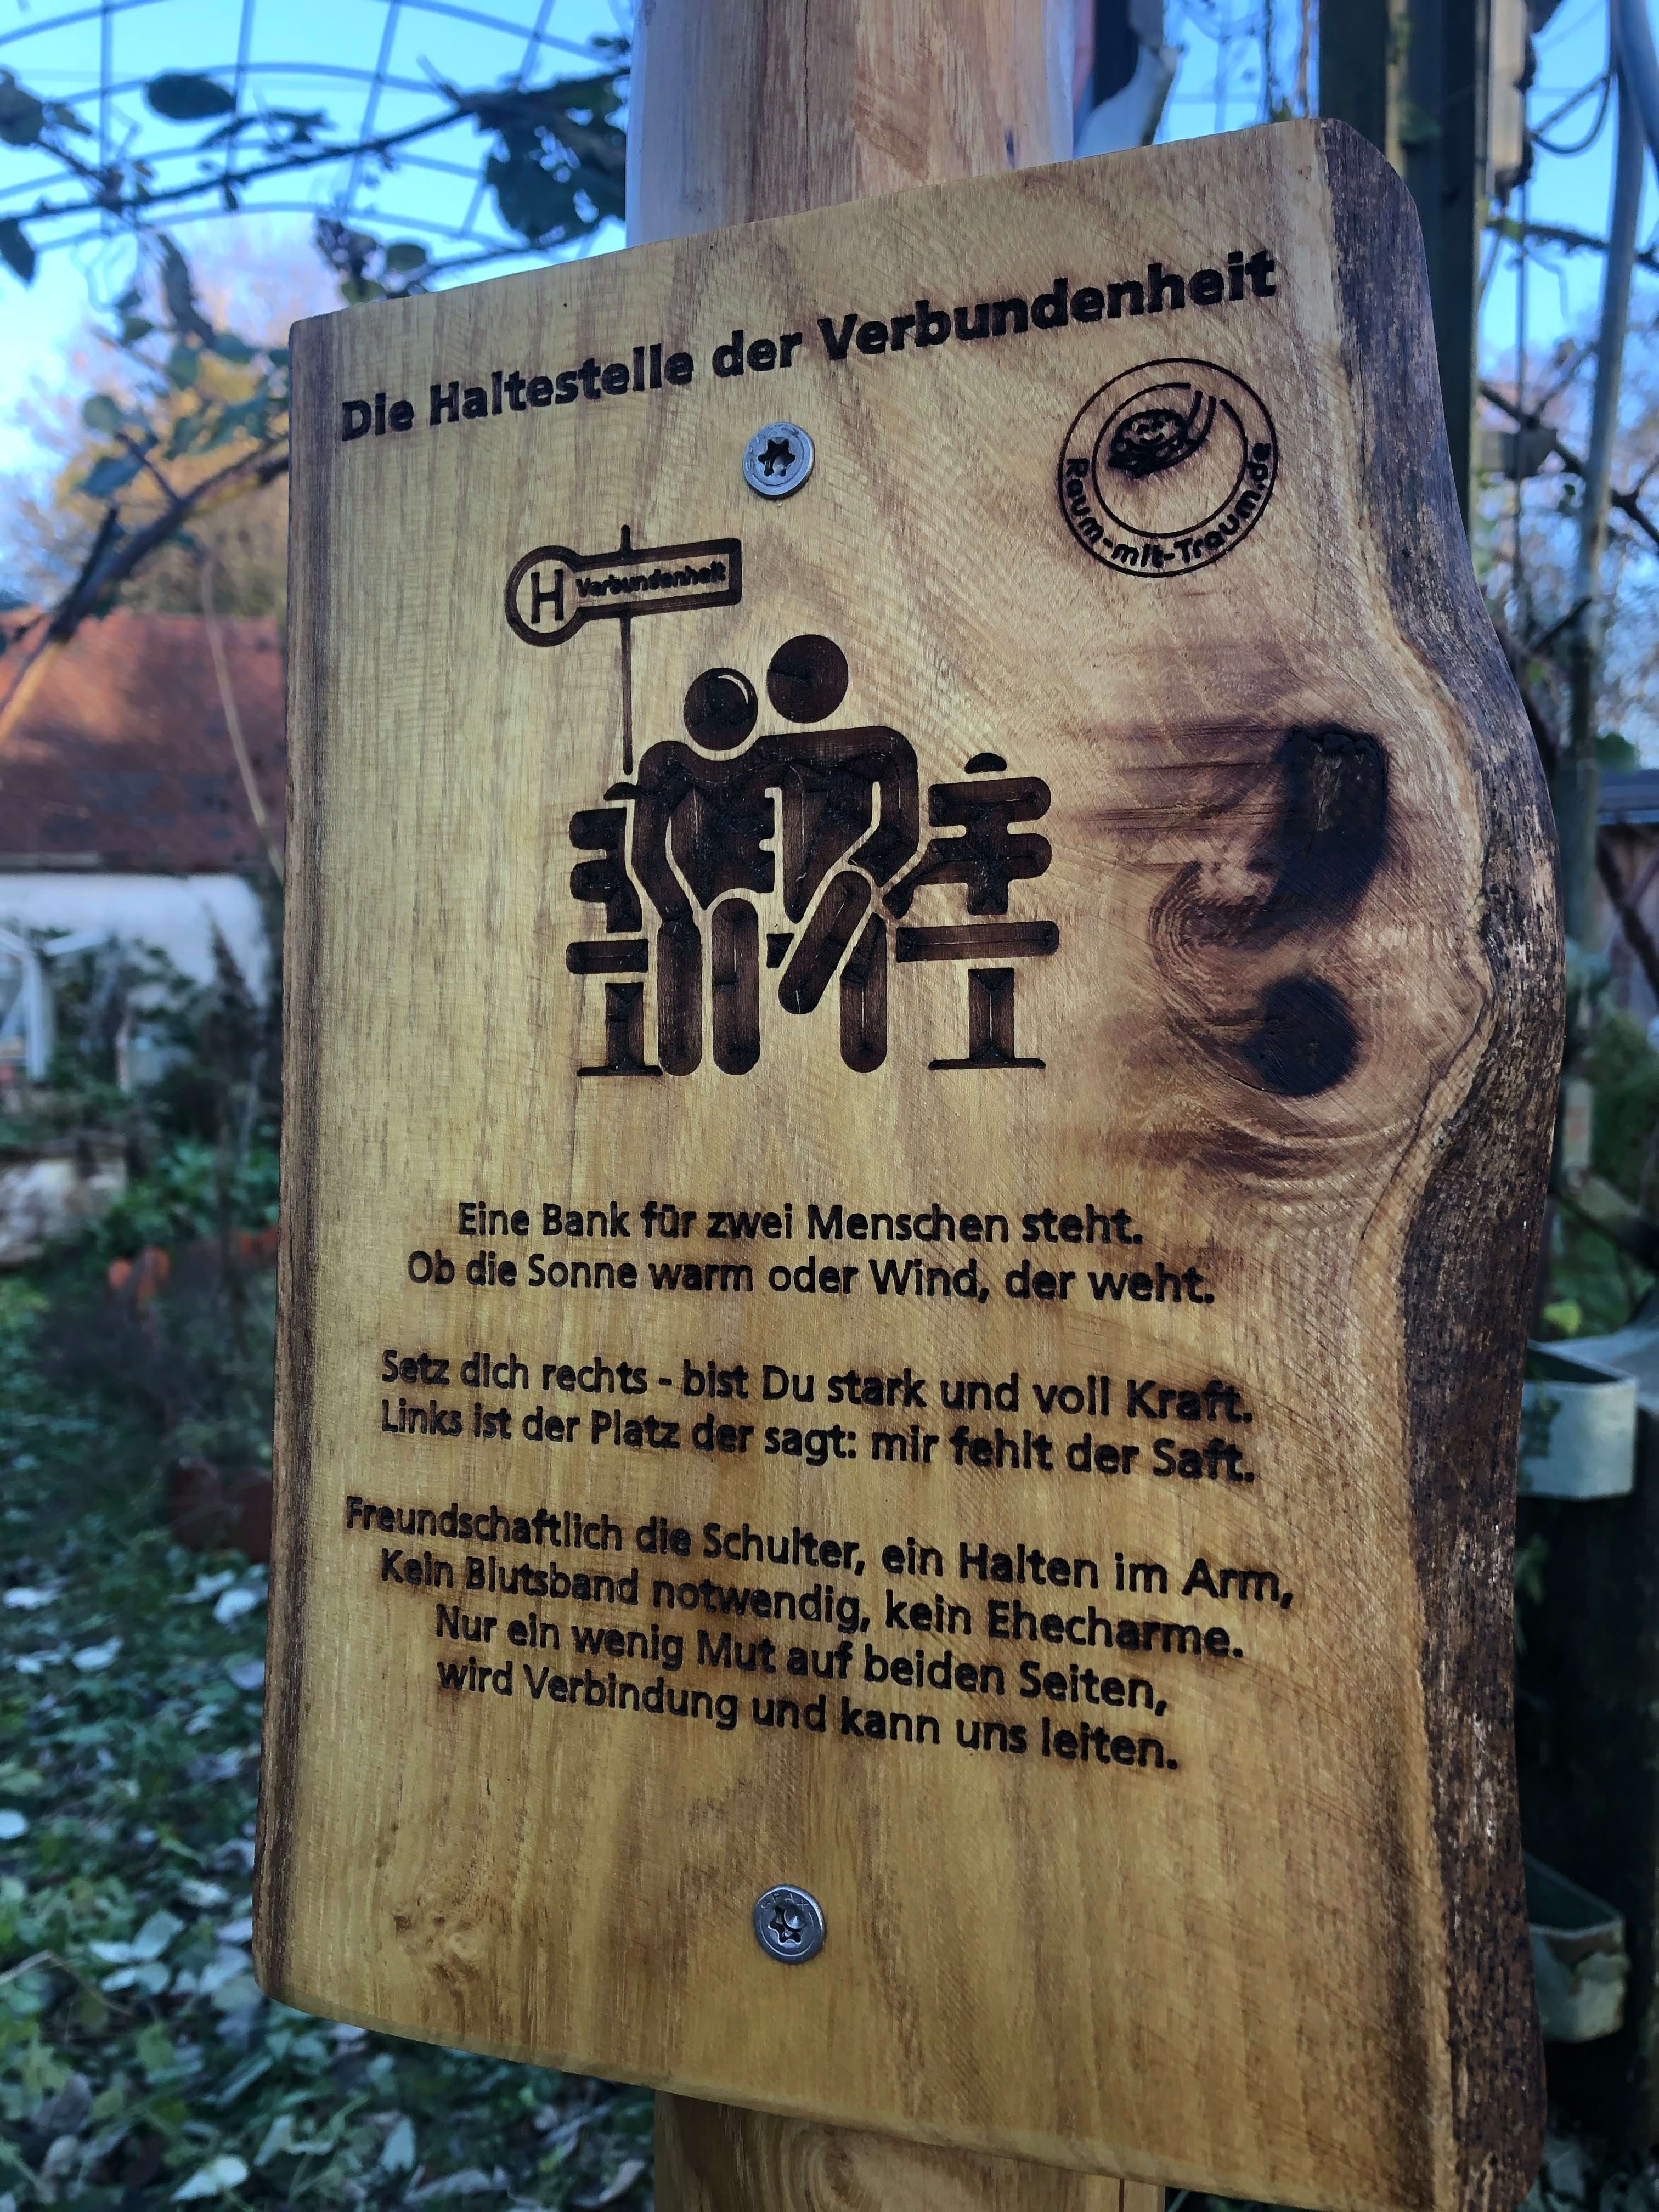 Die Haltestelle der Verbundenheit
Raum-mit-Traum.de
H Verbundenheit
Eine Bank für zwei Menschen steht.
Ob die Sonne warm oder Wind, der weht.
Setz dich rechts - bist Du stark und voll Kraft.
Links ist der Platz der sagt: mir fehlt der Saft.
Freundschaftlich die Schulter, ein Halten im Arm,
Kein Blutsband notwendig, kein Ehecharme.
Nur ein wenig Mut auf beiden Seiten,
wird Verbindung und kann uns leiten.
SPAX